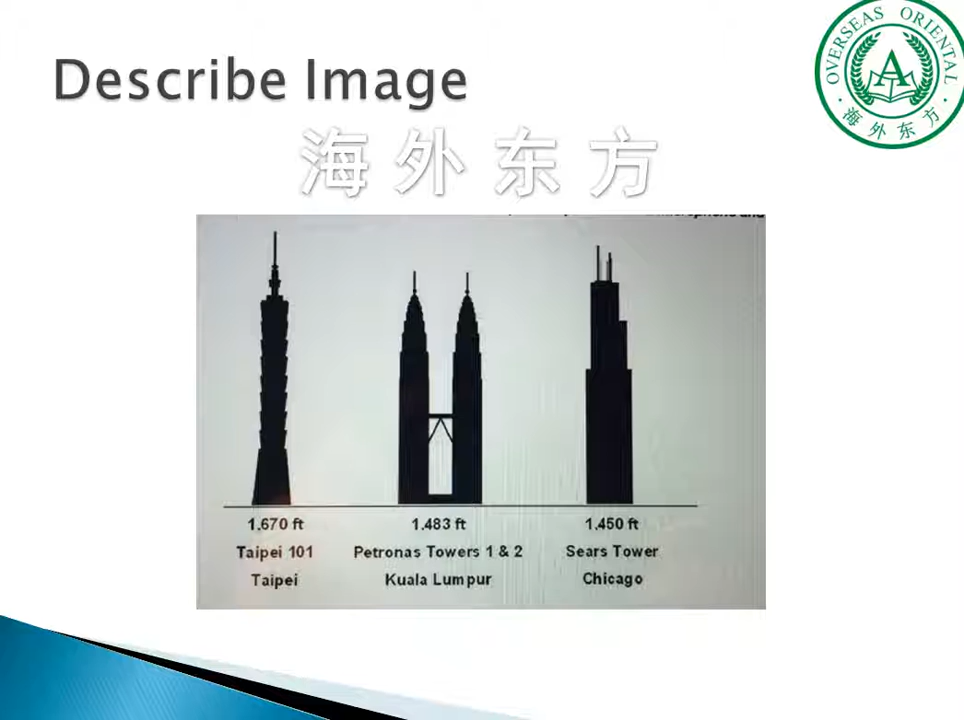 Describe Image
OVERSEAS ORIENTAL
海外东方
海外东方
1,670 ft
1,483 ft
1,450 ft
Taipei 101
Petronas Towers 1 & 2
Sears Tower
Taipei
Kuala Lumpur
Chicago